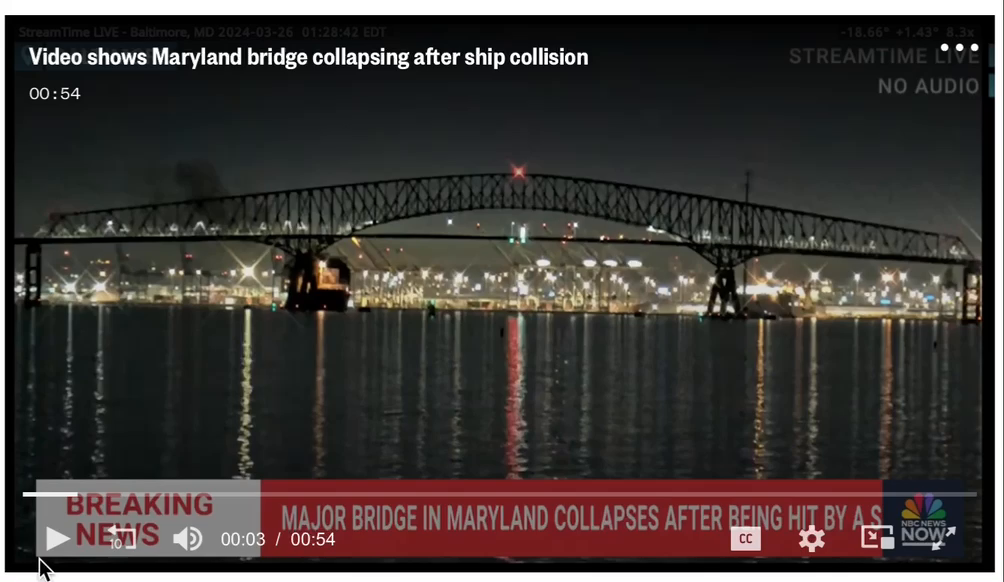 StreamTime LIVE - Baltimore, MD 2024-03-26 01:28:42 EDT
-18.66° +1.43° 8.3x
Video shows Maryland bridge collapsing after ship collision
STREAMTIME LIVE
00:54
NO AUDIO
BREAKING
NEWS
MAJOR BRIDGE IN MARYLAND COLLAPSES AFTER BEING HIT BY A S
10
00:03 / 00:54
CC
NBC NEWS
NOW